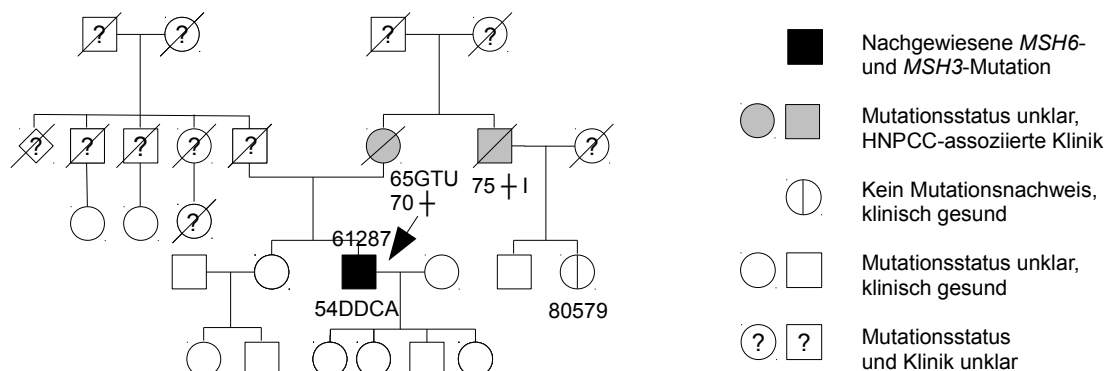 ? ? ? ?
? ? ? ? ? ?
65GTU
70 ┼
75 ┼ I
?
61287
54DDCA
80579
Nachgewiesene MSH6-
und MSH3-Mutation
Mutationsstatus unklar,
HNPCC-assoziierte Klinik
Kein Mutationsnachweis,
klinisch gesund
Mutationsstatus unklar,
klinisch gesund
? ?
Mutationsstatus
und Klinik unklar